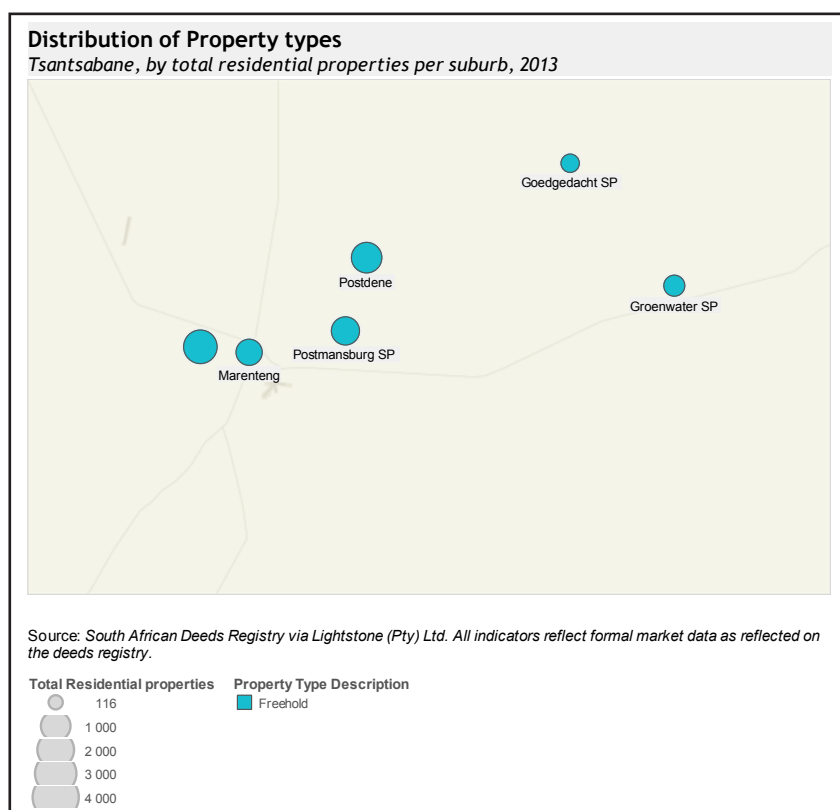 Distribution of Property types
Tsantsabane, by total residential properties per suburb, 2013
Goedgedacht SP
Postdene
Groenwater SP
Postmansburg SP
Marenteng
Source: South African Deeds Registry via Lightstone (Pty) Ltd. All indicators reflect formal market data as reflected on
the deeds registry.
Total Residential properties Property Type Description
116 Freehold
1 000
2 000
3 000
4 000